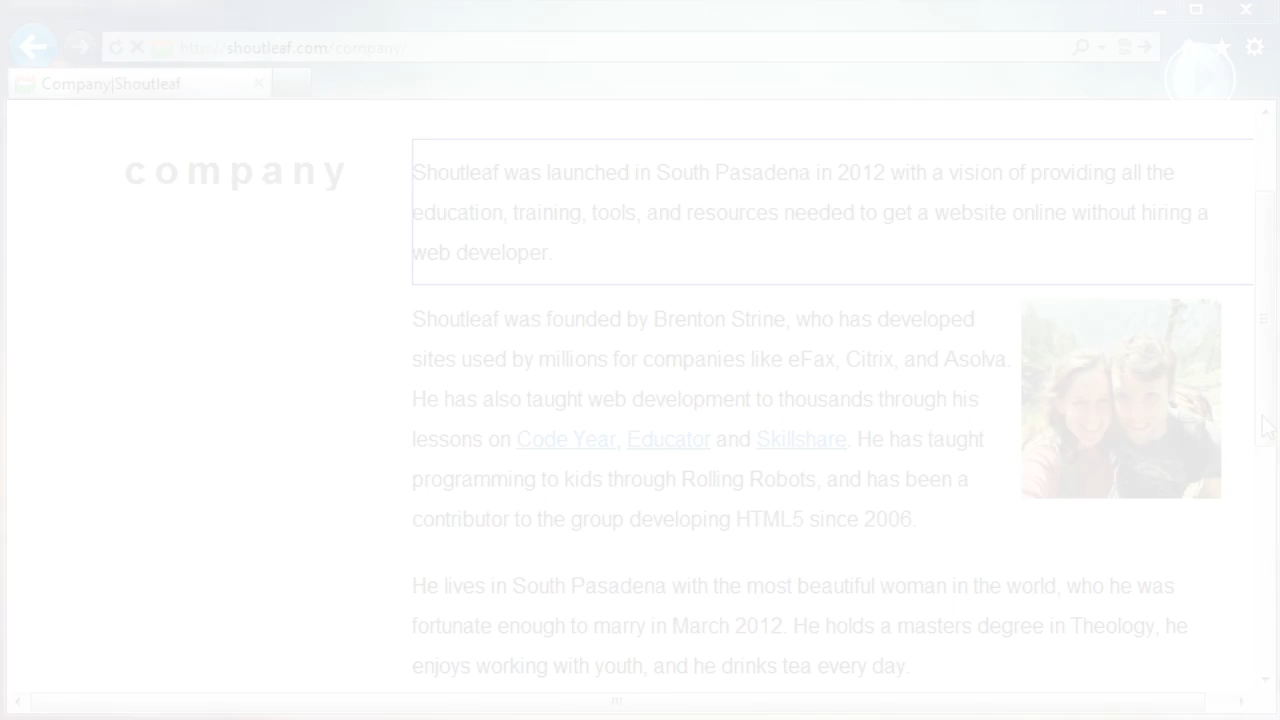 http://shoutleaf.com/company/
Company|Shoutleaf
company
Shoutleaf was launched in South Pasadena in 2012 with a vision of providing all the
education, training, tools, and resources needed to get a website online without hiring a
web developer.
Shoutleaf was founded by Brenton Strine, who has developed
sites used by millions for companies like eFax, Citrix, and Asolva.
He has also taught web development to thousands through his
lessons on Code Year, Educator and Skillshare. He has taught
programming to kids through Rolling Robots, and has been a
contributor to the group developing HTML5 since 2006.
He lives in South Pasadena with the most beautiful woman in the world, who he was
fortunate enough to marry in March 2012. He holds a masters degree in Theology, he
enjoys working with youth, and he drinks tea every day.